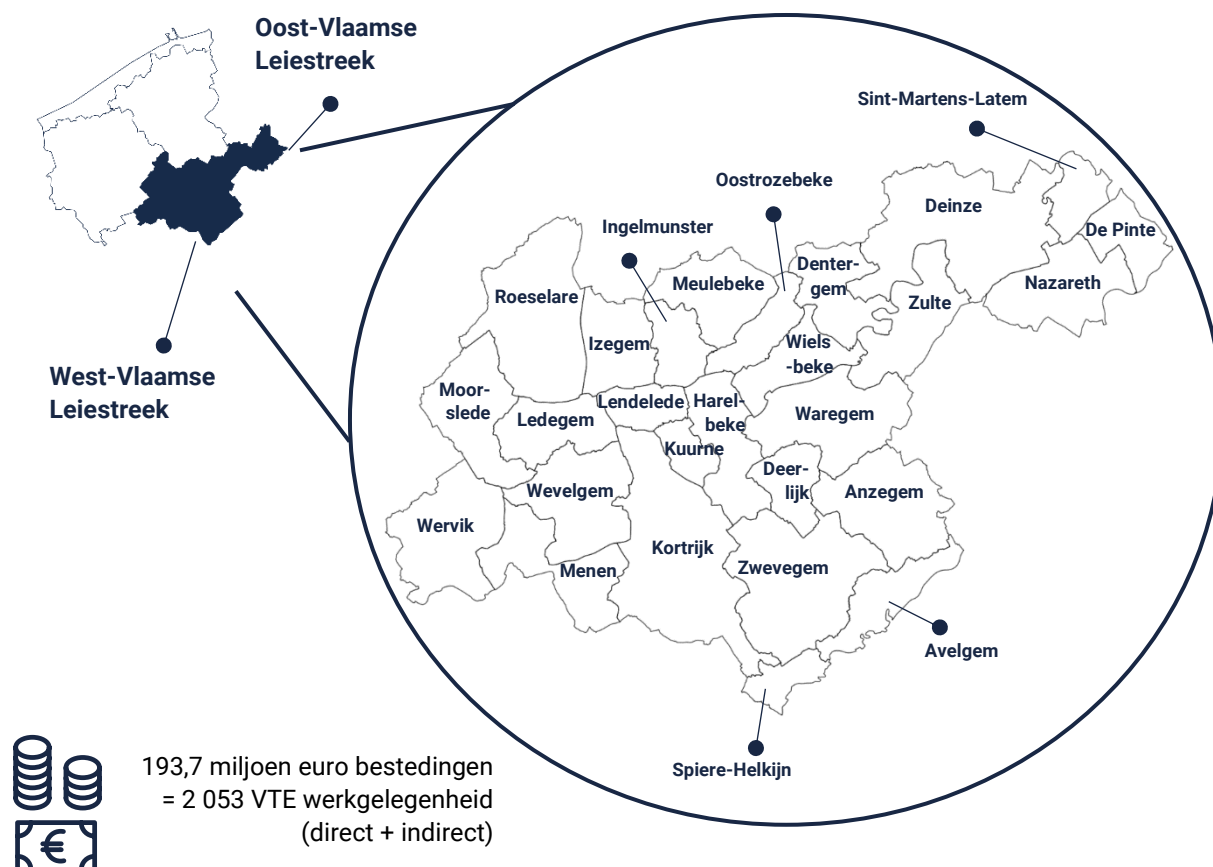 Oost-Vlaamse
Leiestreek
West-Vlaamse
Leiestreek
Sint-Martens-Latem
Oostrozebeke
Ingelmunster
Deinze
De Pinte
Nazareth
Denter-
gem
Meulebeke
Zulte
Roeselare
Izegem
Wiels
-beke
Moor-
slede
Lendelede
Harel-
beke
Waregem
Ledegem
Kuurne
Deer-
lijk
Anzegem
Wevelgem
Wervik
Kortrijk
Menen
Zwevegem
Avelgem
Spiere-Helkijn
193,7 miljoen euro bestedingen
= 2 053 VTE werkgelegenheid
(direct + indirect)
€